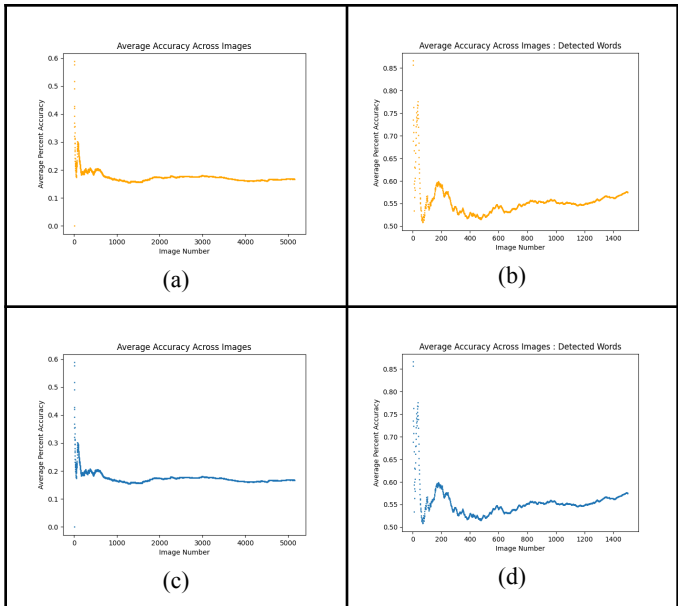 Average Accuracy Across Images
0.6
0.5
0.4
0.3
0.2
0.1
0.0
Average Percent Accuracy
0 1000 2000 3000 4000 5000
Image Number
(a)
Average Accuracy Across Images : Detected Words
0.85
0.80
0.75
0.70
0.65
0.60
0.55
0.50
Average Percent Accuracy
0 200 400 600 800 1000 1200 1400
Image Number
(b)
Average Accuracy Across Images
0.6
0.5
0.4
0.3
0.2
0.1
0.0
Average Percent Accuracy
0 1000 2000 3000 4000 5000
Image Number
(c)
Average Accuracy Across Images : Detected Words
0.85
0.80
0.75
0.70
0.65
0.60
0.55
0.50
Average Percent Accuracy
0 200 400 600 800 1000 1200 1400
Image Number
(d)